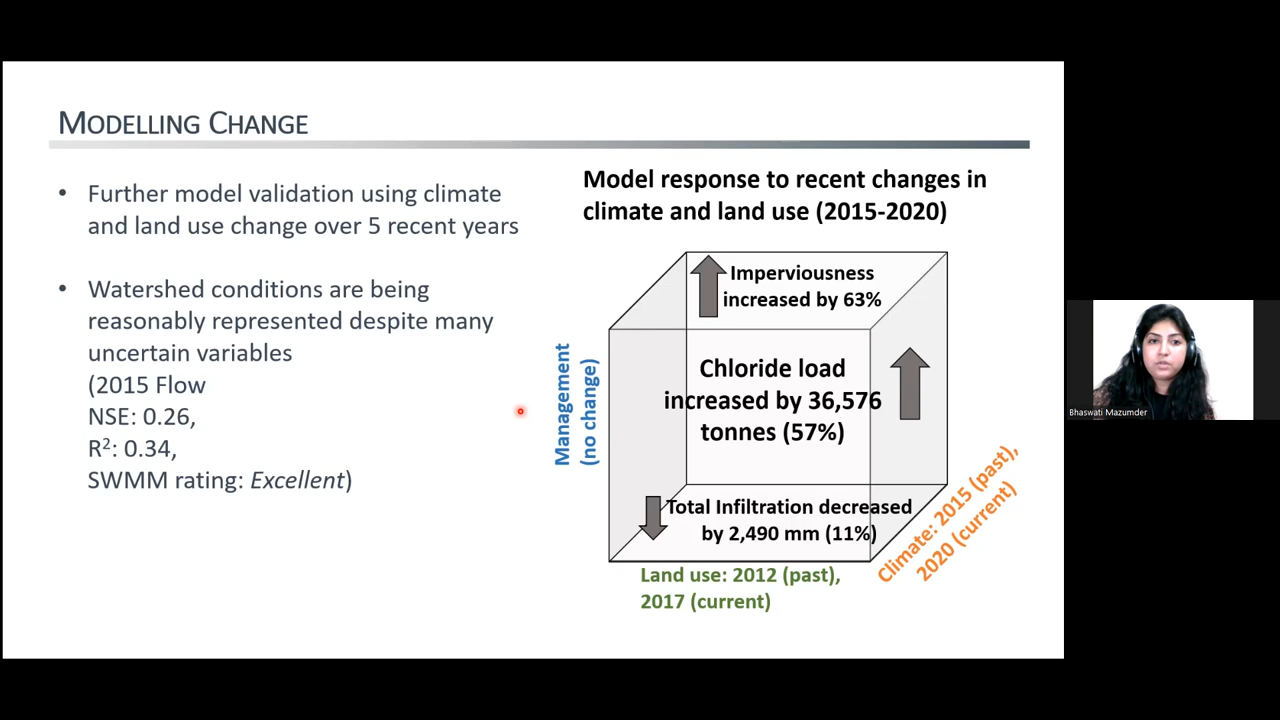 MODELLING CHANGE
• Further model validation using climate
and land use change over 5 recent years
• Watershed conditions are being
reasonably represented despite many
uncertain variables
(2015 Flow
NSE: 0.26,
R²: 0.34,
SWMM rating: Excellent)
Model response to recent changes in
climate and land use (2015-2020)
Imperviousness
increased by 63%
Management
(no change)
Chloride load
increased by 36,576
tonnes (57%)
Total Infiltration decreased
by 2,490 mm (11%)
Climate: 2015 (past),
2020 (current)
Land use: 2012 (past),
2017 (current)
Bhaswati Mazumder